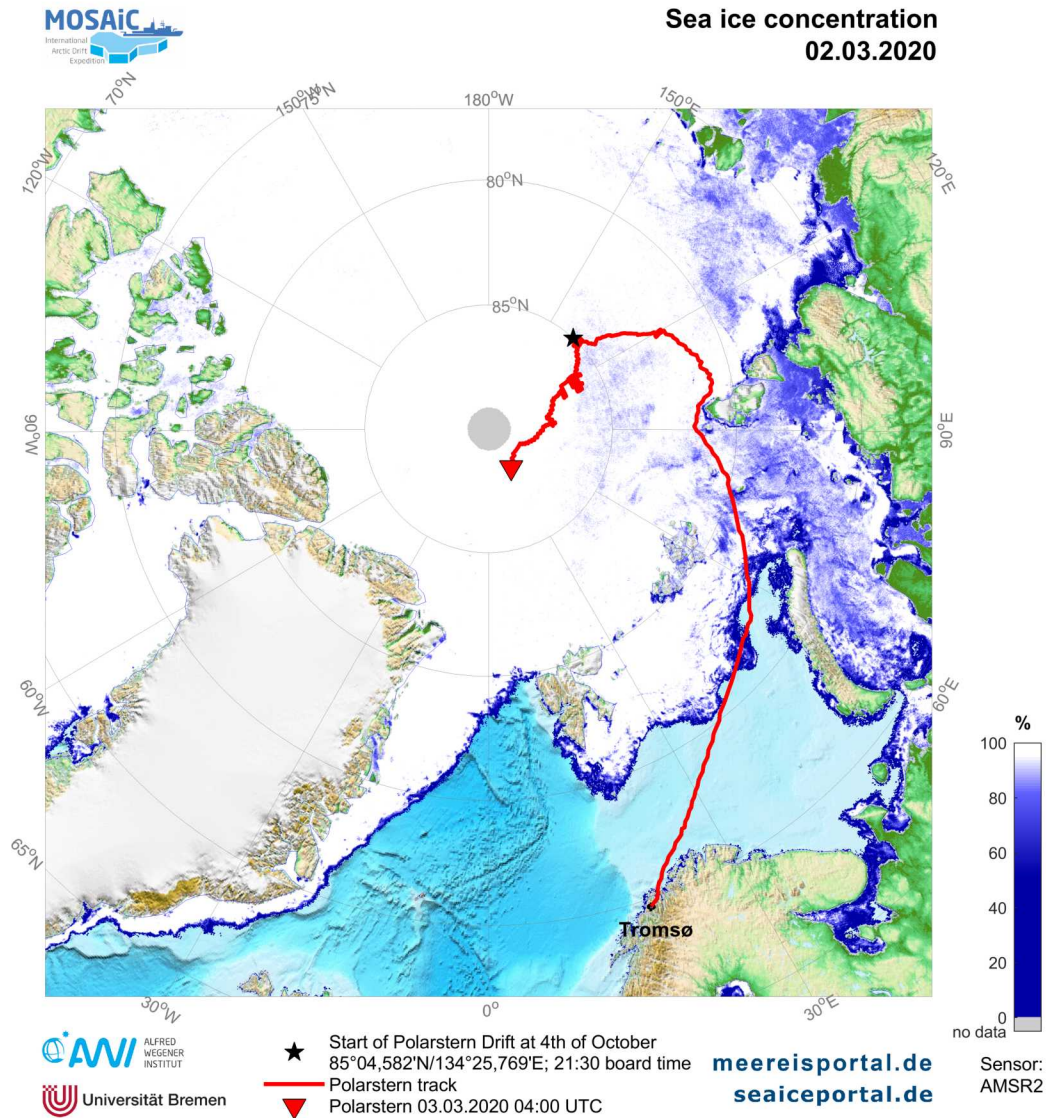 MOSAiC
International
Arctic Drift
Expedition
Sea ice concentration
02.03.2020
70°N
150°W
75°N
180°W
150°E
120°W
120°E
80°N
85°N
90°W
90°E
60°W
60°E
65°N
Tromsø
30°W
0°
30°E
%
100
80
60
40
20
0
no data
Sensor:
AMSR2
AWI
ALFRED
WEGENER
INSTITUT
Universität Bremen
Start of Polarstern Drift at 4th of October
85°04,582'N/134°25,769'E; 21:30 board time
Polarstern track
Polarstern 03.03.2020 04:00 UTC
meereisportal.de
seaiceportal.de